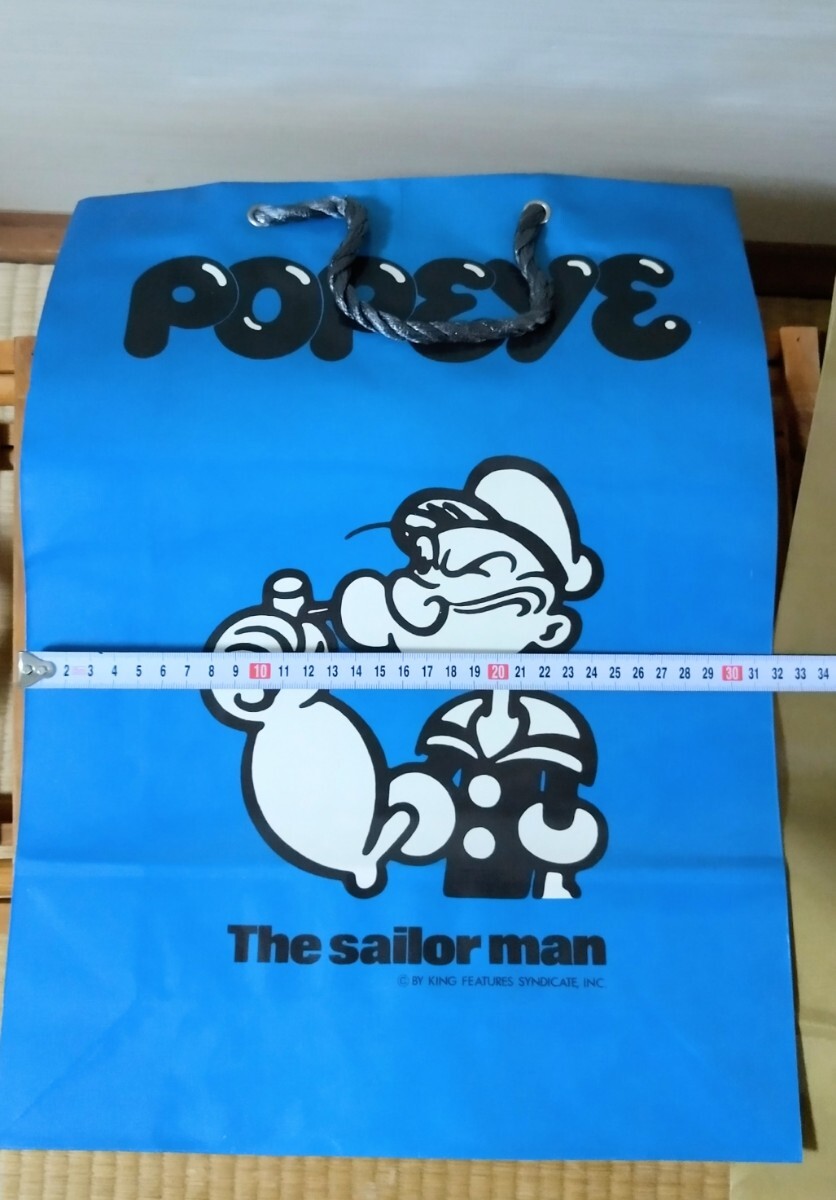 POPEYE
2 3 4 5 6 7 8 9 10 11 12 13 14 15 16 17 18 19 20 21 22 23 24 25 26 27 28 29 30 31 32 33 34
The sailor man
© BY KING FEATURES SYNDICATE, INC